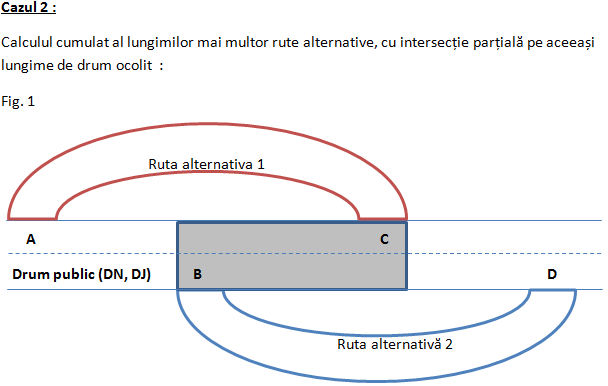 Cazul 2 :
Calculul cumulat al lungimilor mai multor rute alternative, cu intersecție parțială pe aceeași
lungime de drum ocolit :
Fig. 1
Ruta alternativa 1
A
C
Drum public (DN, DJ)
B
D
Ruta alternativă 2